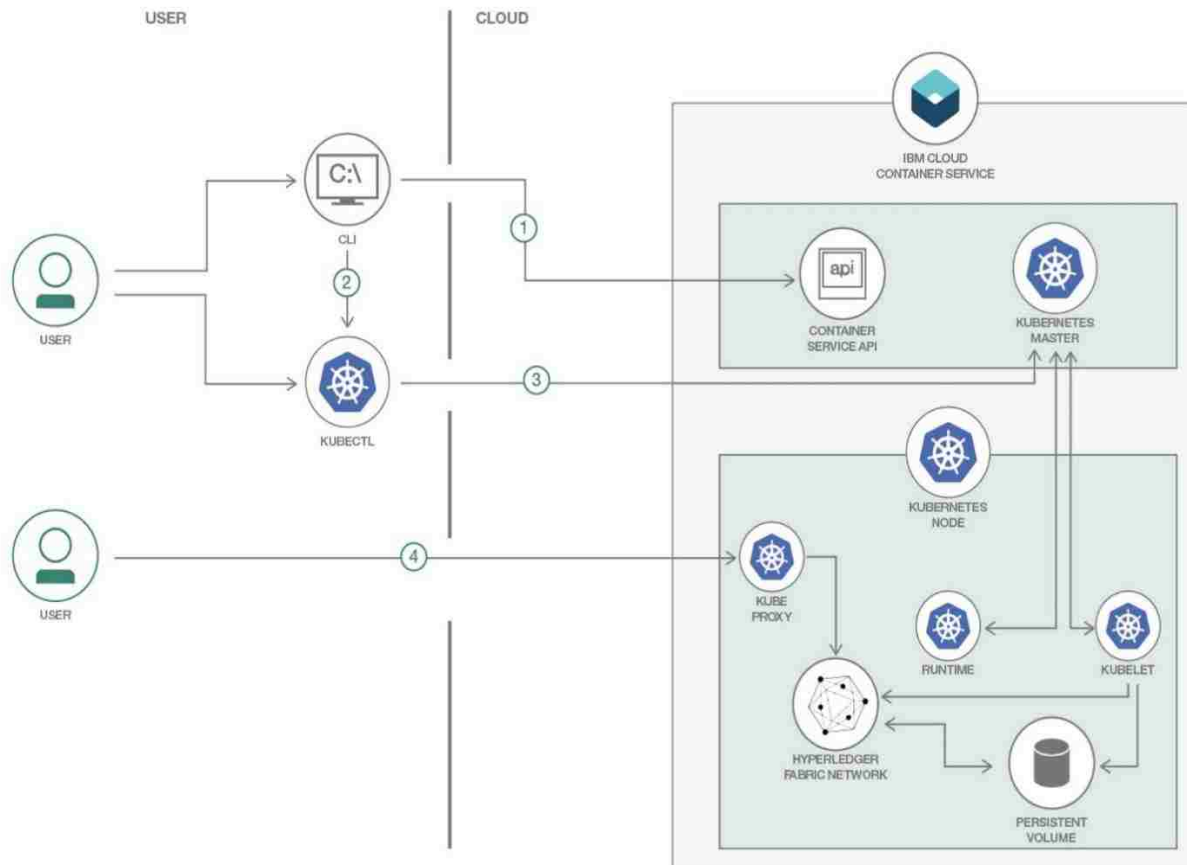 USER
CLOUD
IBM CLOUD
CONTAINER SERVICE
C:\
CLI
1
api
CONTAINER
SERVICE API
KUBERNETES
MASTER
2
USER
3
KUBECTL
KUBERNETES
NODE
4
USER
KUBE
PROXY
RUNTIME
KUBELET
HYPERLEDGER
FABRIC NETWORK
PERSISTENT
VOLUME